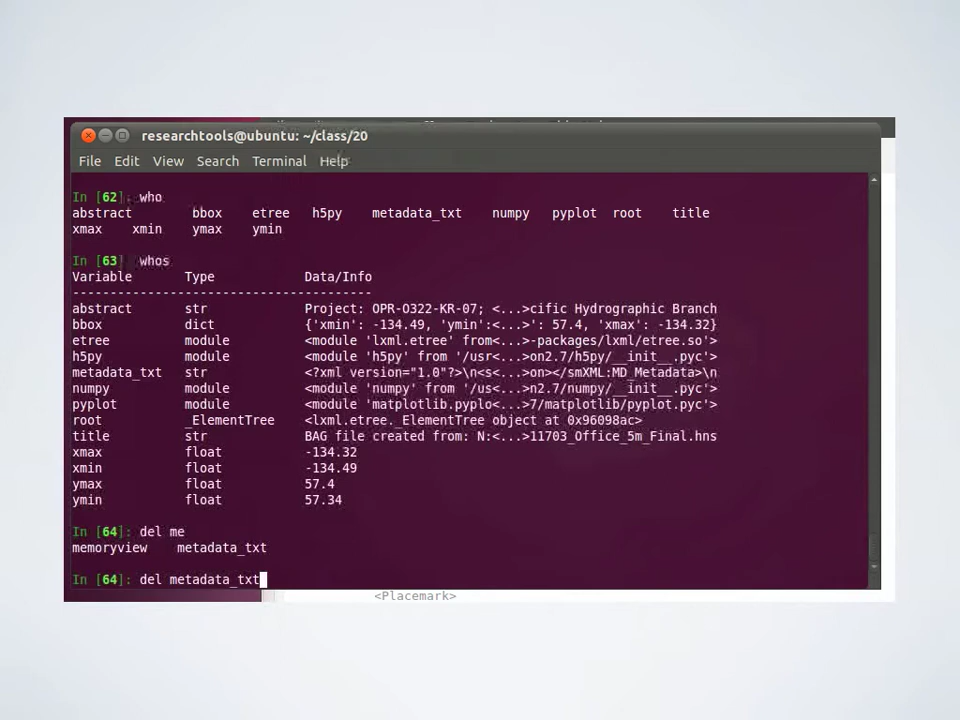 researchtools@ubuntu: ~/class/20
File Edit View Search Terminal Help
In [62]: who
abstract bbox etree h5py metadata_txt numpy pyplot root title
xmax xmin ymax ymin
In [63] whos
Variable Type Data/Info
----------------------------------------
abstract str Project: OPR-O322-KR-07; <...>cific Hydrographic Branch
bbox dict {'xmin': -134.49, 'ymin':<...>': 57.4, 'xmax': -134.32}
etree module <module 'lxml.etree' from<...>-packages/lxml/etree.so'>
h5py module <module 'h5py' from '/usr<...>on2.7/h5py/__init__.pyc'>
metadata_txt str <?xml version="1.0"?>\n<s<...>on></smXML:MD_Metadata>\n
numpy module <module 'numpy' from '/us<...>n2.7/numpy/__init__.pyc'>
pyplot module <module 'matplotlib.pyplo<...>7/matplotlib/pyplot.pyc'>
root _ElementTree <lxml.etree._ElementTree object at 0x96098ac>
title str BAG file created from: N:<...>11703_Office_5m_Final.hns
xmax float -134.32
xmin float -134.49
ymax float 57.4
ymin float 57.34
In [64]: del me
memoryview metadata_txt
In [64]: del metadata_txt
<Placemark>